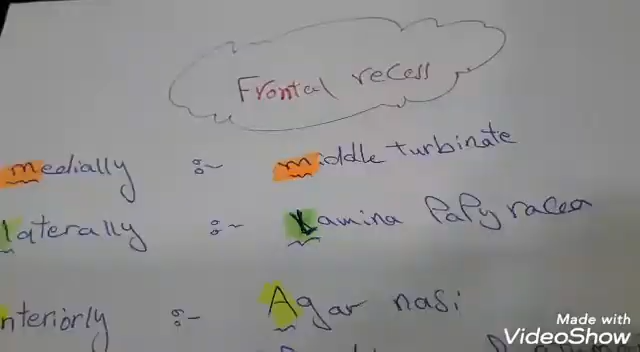 Frontal recess
medially :- middle turbinate
laterally :- Lamina Papyracea
nteriorly :- Agar nasi
Made with
VideoShow